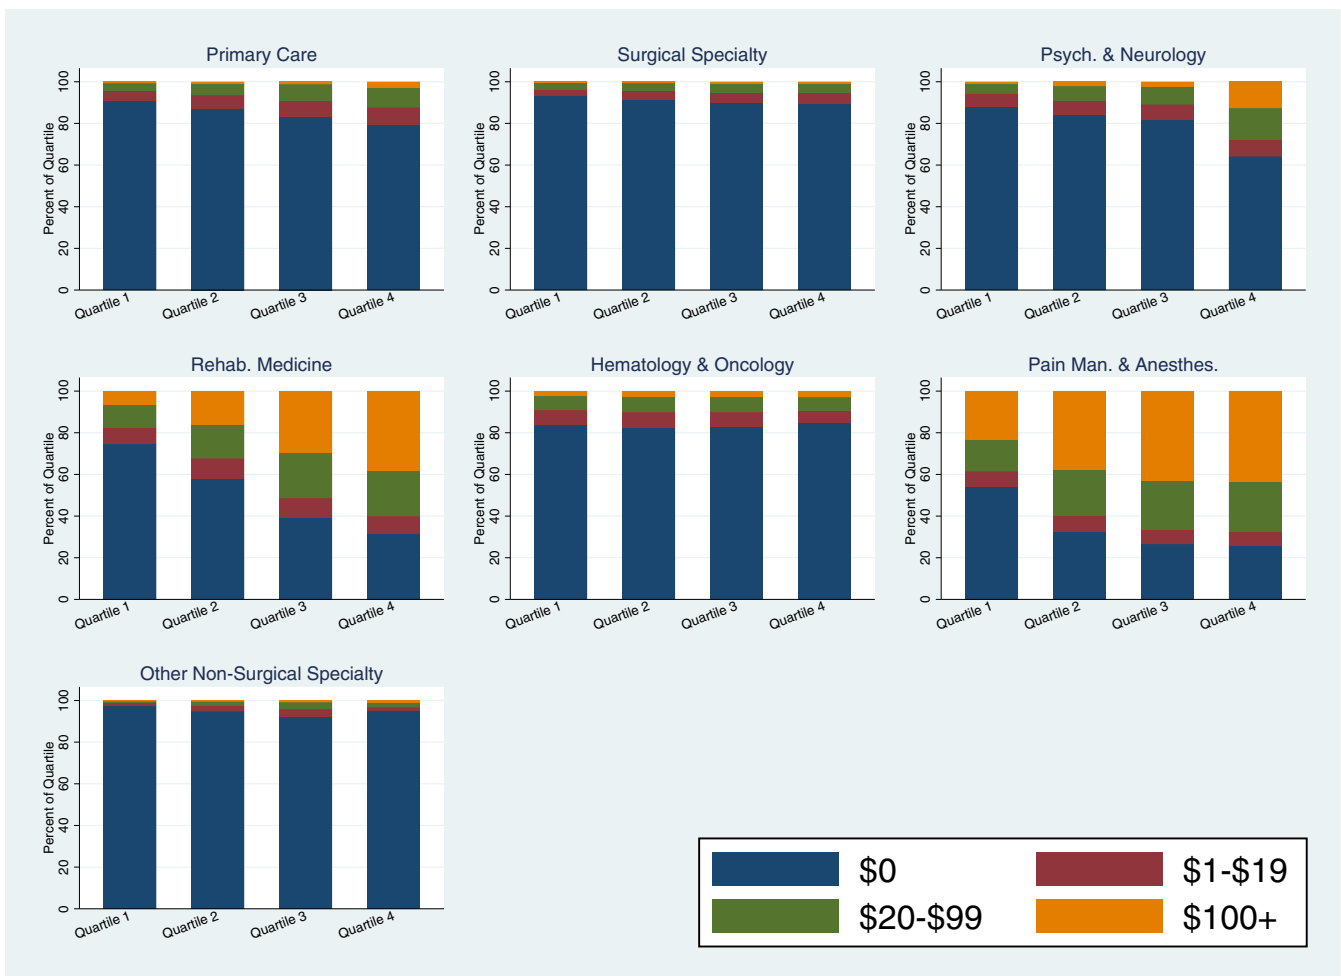 Primary Care
Percent of Quartile
0 20 40 60 80 100
Quartile 1 Quartile 2 Quartile 3 Quartile 4
Surgical Specialty
Percent of Quartile
0 20 40 60 80 100
Quartile 1 Quartile 2 Quartile 3 Quartile 4
Psych. & Neurology
Percent of Quartile
0 20 40 60 80 100
Quartile 1 Quartile 2 Quartile 3 Quartile 4
Rehab. Medicine
Percent of Quartile
0 20 40 60 80 100
Quartile 1 Quartile 2 Quartile 3 Quartile 4
Hematology & Oncology
Percent of Quartile
0 20 40 60 80 100
Quartile 1 Quartile 2 Quartile 3 Quartile 4
Pain Man. & Anesthes.
Percent of Quartile
0 20 40 60 80 100
Quartile 1 Quartile 2 Quartile 3 Quartile 4
Other Non-Surgical Specialty
Percent of Quartile
0 20 40 60 80 100
Quartile 1 Quartile 2 Quartile 3 Quartile 4
$0 $1-$19
$20-$99 $100+